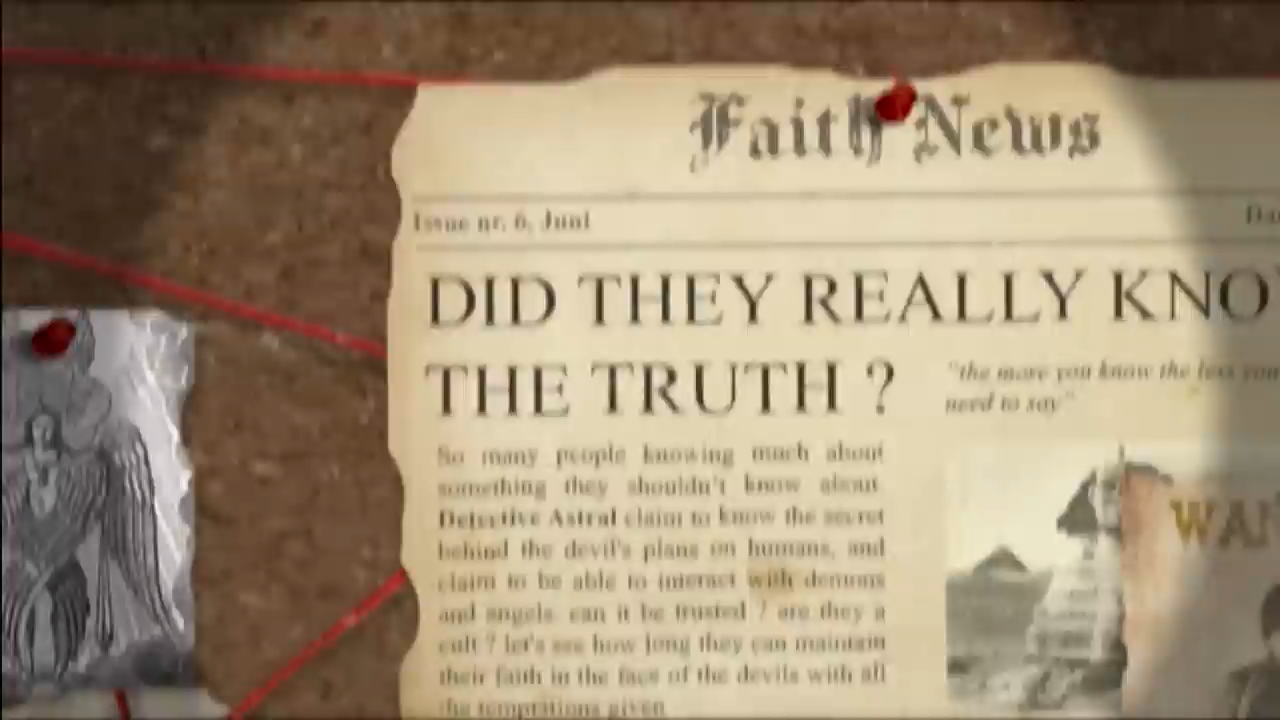 Faith News
Issue nr. 6, Juni
DID THEY REALLY KNO
THE TRUTH ?
"the more you know the less you
need to say"
So many people knowing much about
something they shouldn't know about.
Detective Astral claim to know the secret
behind the devil's plans on humans, and
claim to be able to interact with demons
and angels. can it be trusted ? are they a
cult ? let's see how long they can maintain
their faith in the face of the devils with all
the temptations given
WAN